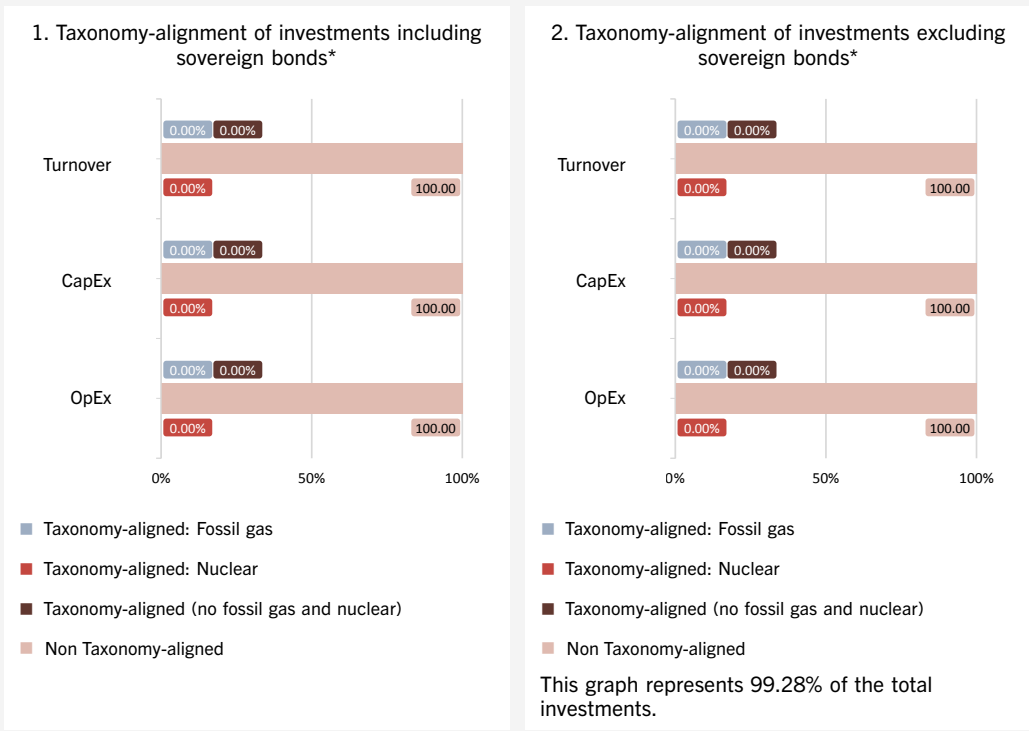 1. Taxonomy-alignment of investments including
sovereign bonds*
0.00% 0.00%
Turnover
0.00% 100.00
0.00% 0.00%
CapEx
0.00% 100.00
0.00% 0.00%
OpEx
0.00% 100.00
0% 50% 100%
Taxonomy-aligned: Fossil gas
Taxonomy-aligned: Nuclear
Taxonomy-aligned (no fossil gas and nuclear)
Non Taxonomy-aligned
2. Taxonomy-alignment of investments excluding
sovereign bonds*
0.00% 0.00%
Turnover
0.00% 100.00
0.00% 0.00%
CapEx
0.00% 100.00
0.00% 0.00%
OpEx
0.00% 100.00
0% 50% 100%
Taxonomy-aligned: Fossil gas
Taxonomy-aligned: Nuclear
Taxonomy-aligned (no fossil gas and nuclear)
Non Taxonomy-aligned
This graph represents 99.28% of the total
investments.